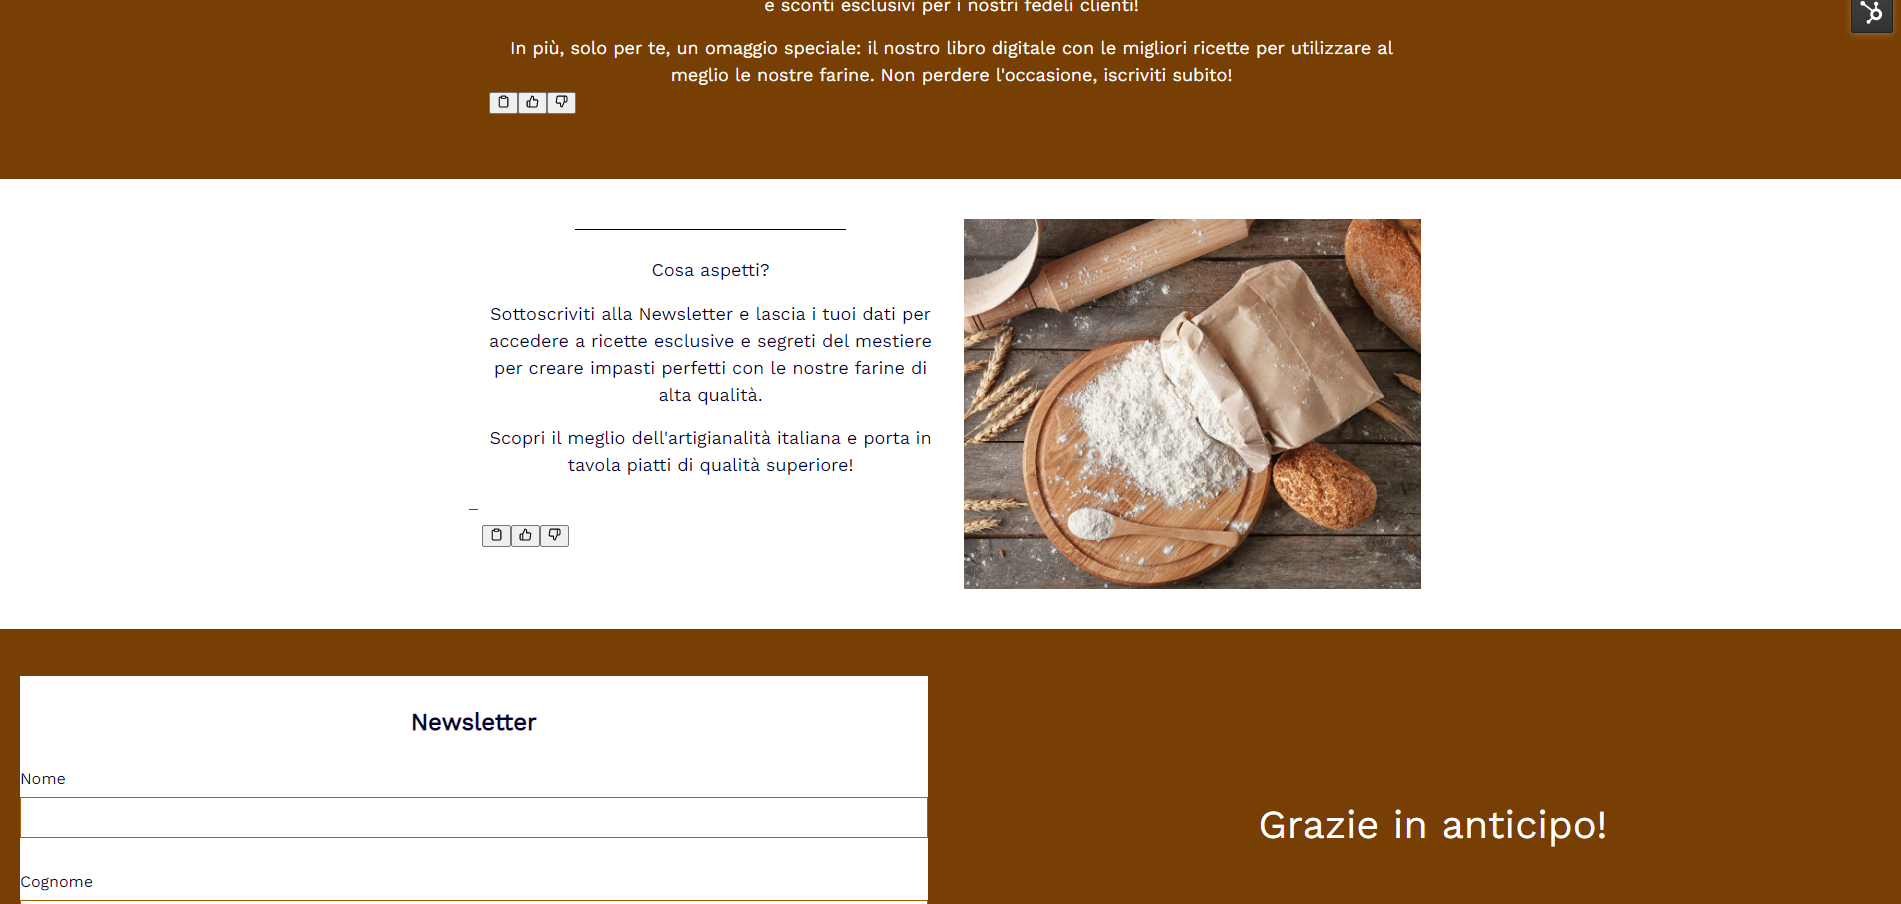 e sconti esclusivi per i nostri fedeli clienti!
In più, solo per te, un omaggio speciale: il nostro libro digitale con le migliori ricette per utilizzare al
meglio le nostre farine. Non perdere l'occasione, iscriviti subito!
Cosa aspetti?
Sottoscriviti alla Newsletter e lascia i tuoi dati per
accedere a ricette esclusive e segreti del mestiere
per creare impasti perfetti con le nostre farine di
alta qualità.
Scopri il meglio dell'artigianalità italiana e porta in
tavola piatti di qualità superiore!
Newsletter
Nome
Cognome
Grazie in anticipo!